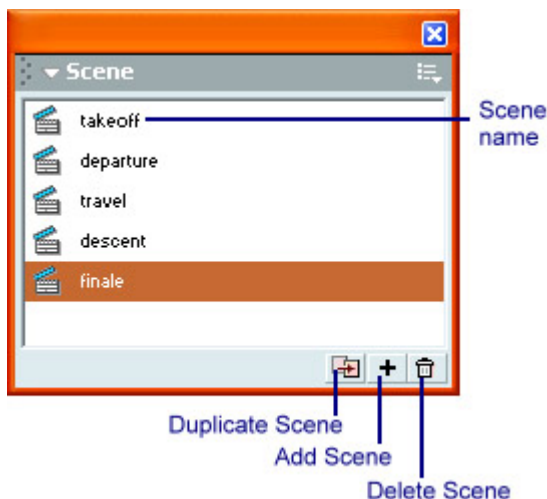 Scene
takeoff
Scene
name
departure
travel
descent
finale
Duplicate Scene
Add Scene
Delete Scene